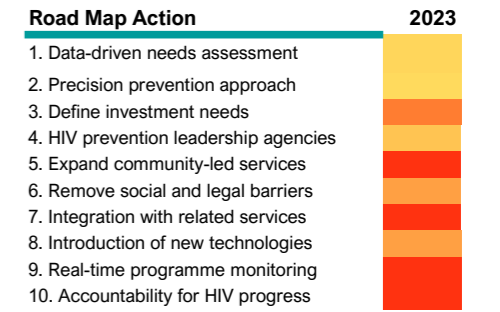 Road Map Action 2023
1. Data-driven needs assessment
2. Precision prevention approach
3. Define investment needs
4. HIV prevention leadership agencies
5. Expand community-led services
6. Remove social and legal barriers
7. Integration with related services
8. Introduction of new technologies
9. Real-time programme monitoring
10. Accountability for HIV progress